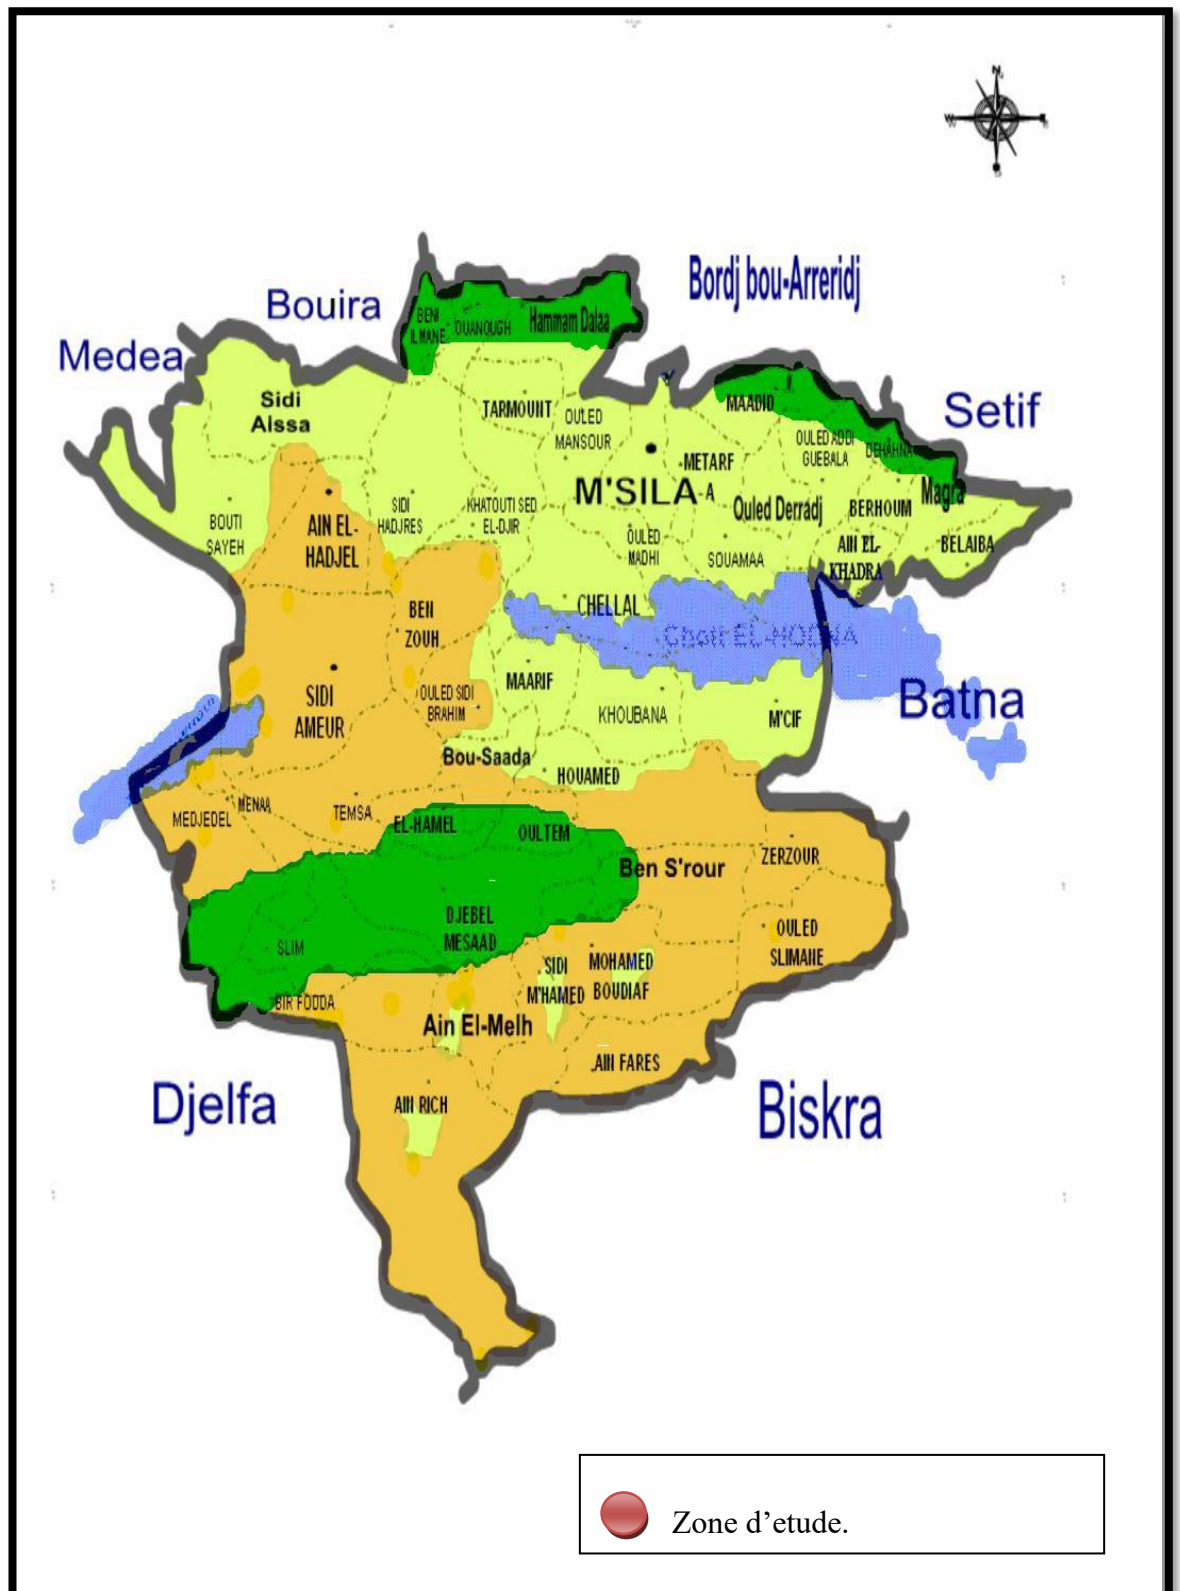 N
Bordj bou-Arreridj
Bouira
Medea
Setif
BENI
ILMANE
OUANOUGH
Hammam Dalaa
Sidi
Aissa
TARMOUNT
OULED
MANSOUR
MAADID
OULED ADDI
GUEBALA
DEHAHNA
METARF
-A
M'SILA
Magra
BOUTI
SAYEH
AIN EL-
HADJEL
SIDI
HADJRES
KHATOUTI SED
EL-DJIR
OULED
MADHI
Ouled Derradj
BERHOUM
SOUAMAA
AIN EL-
KHADRA
BELAIBA
BEN
ZOUH
CHELLAL
Chott EL-HODNA
SIDI
AMEUR
OULED SIDI
BRAHIM
MAARIF
KHOUBANA
M'CIF
Batna
Bou-Saada
HOUAMED
MEDJEDEL
MENAA
TEMSA
EL-HAMEL
OULTEM
Ben S'rour
ZERZOUR
DJEBEL
MESAAD
SLIM
OULED
SLIMANE
SIDI
M'HAMED
MOHAMED
BOUDIAF
BIR FODDA
Ain El-Melh
AIN FARES
Djelfa
AIN RICH
Biskra
Zone d'etude.